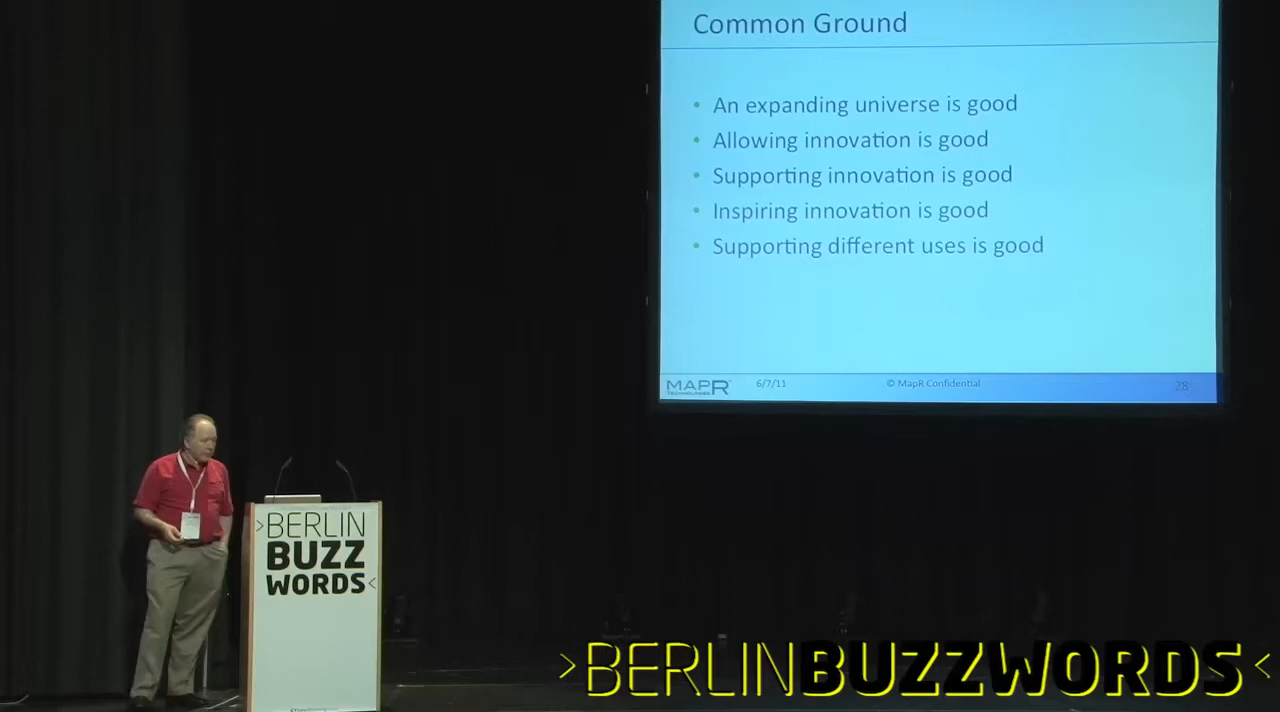 Common Ground
• An expanding universe is good
• Allowing innovation is good
• Supporting innovation is good
• Inspiring innovation is good
• Supporting different uses is good
MAPR TECHNOLOGIES 6/7/11 © MapR Confidential 28
>BERLIN
BUZZ
WORDS<
>BERLINBUZZWORDS<